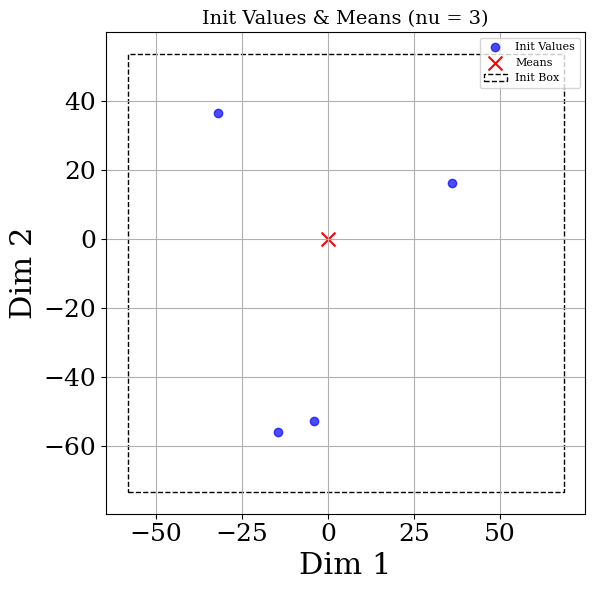 Init Values & Means (nu = 3)
Init Values
Means
Init Box
40
20
0
−20
−40
−60
Dim 2
−50
−25
0
25
50
Dim 1